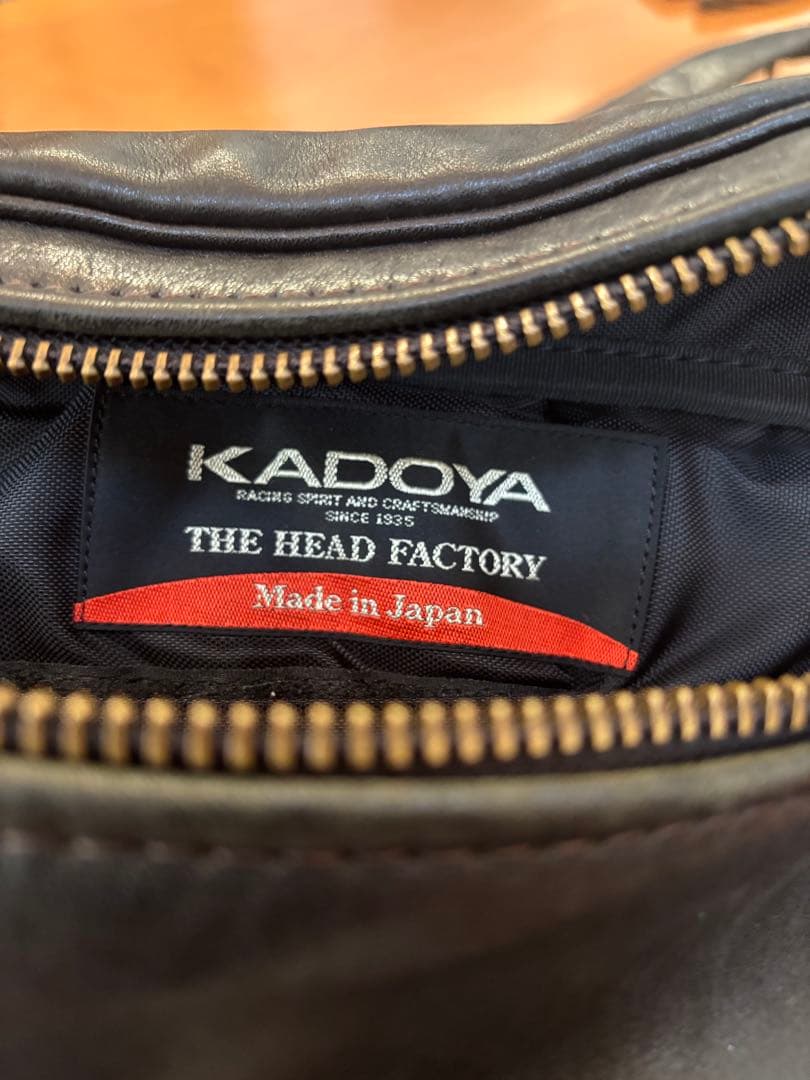 KADOYA
RACING SPIRIT AND CRAFTSMANSHIP
SINCE 1935
THE HEAD FACTORY
Made in Japan